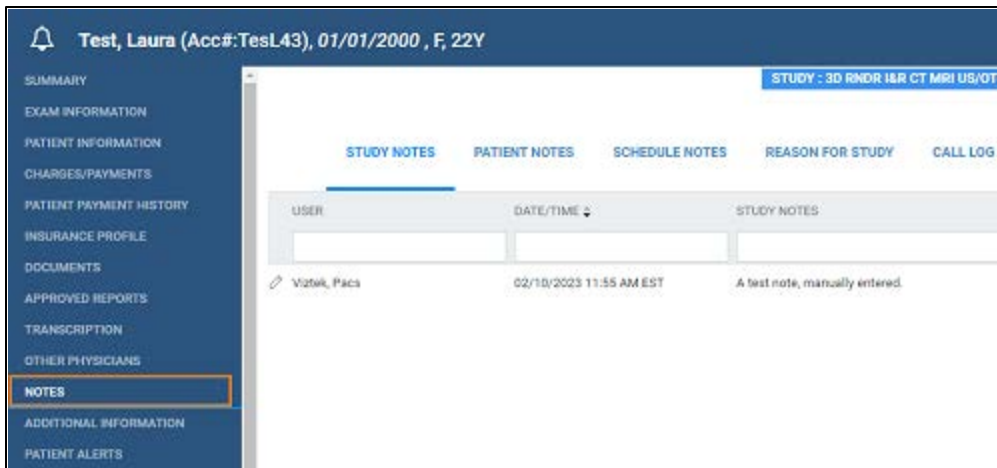 Test, Laura (Acc#:TesL43), 01/01/2000 , F, 22Y
SUMMARY
EXAM INFORMATION
PATIENT INFORMATION
CHARGES/PAYMENTS
PATIENT PAYMENT HISTORY
INSURANCE PROFILE
DOCUMENTS
APPROVED REPORTS
TRANSCRIPTION
OTHER PHYSICIANS
NOTES
ADDITIONAL INFORMATION
PATIENT ALERTS
STUDY : 3D RNDR I&R CT MRI US/OT
STUDY NOTES PATIENT NOTES SCHEDULE NOTES REASON FOR STUDY CALL LOG
USER DATE/TIME STUDY NOTES
Viztek, Pacs 02/10/2023 11:55 AM EST A test note, manually entered.